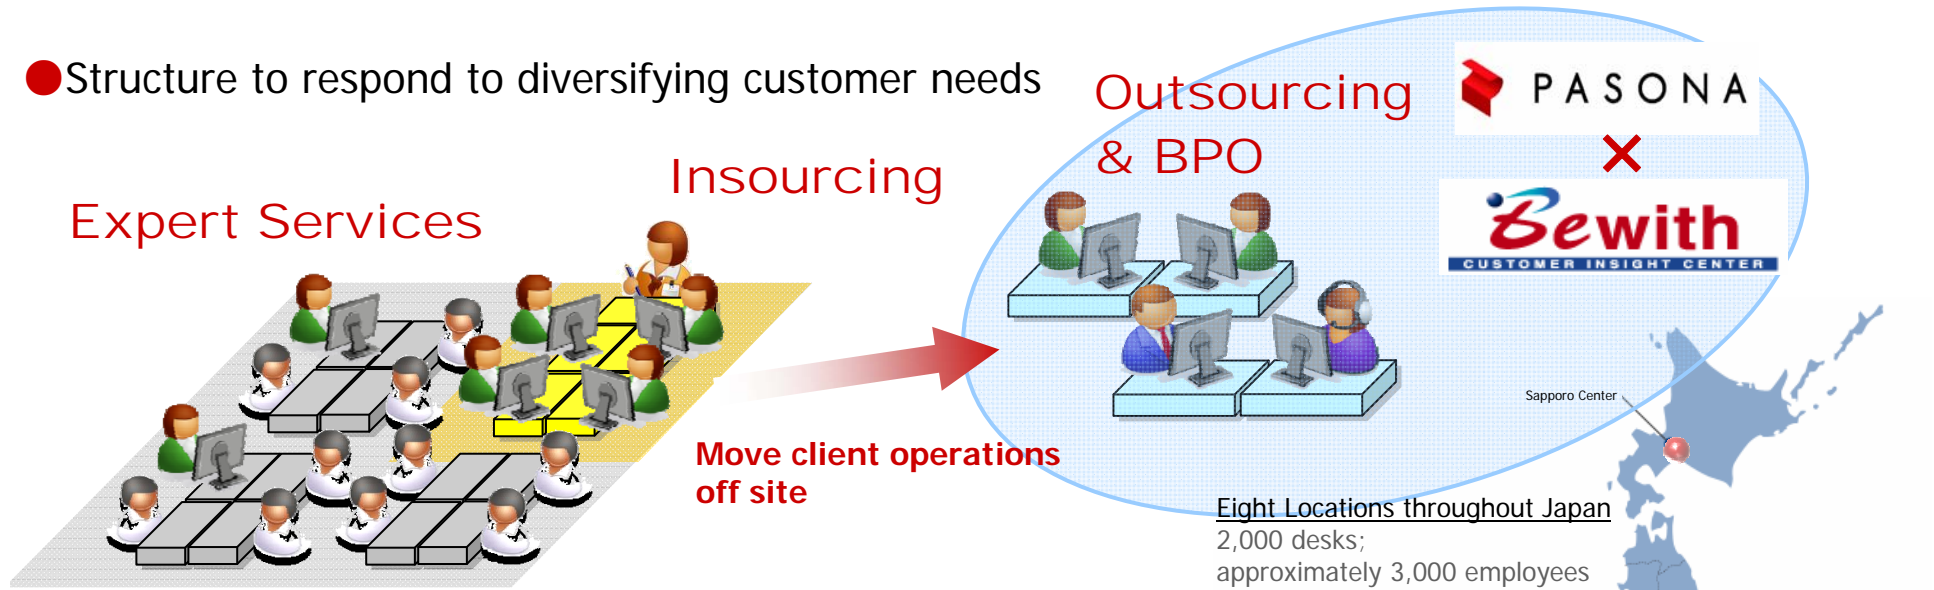 ●Structure to respond to diversifying customer needs
Expert Services
Insourcing
Outsourcing
& BPO
PASONA
×
Bewith
CUSTOMER INSIGHT CENTER
Move client operations
off site
Sapporo Center
Eight Locations throughout Japan
2,000 desks;
approximately 3,000 employees